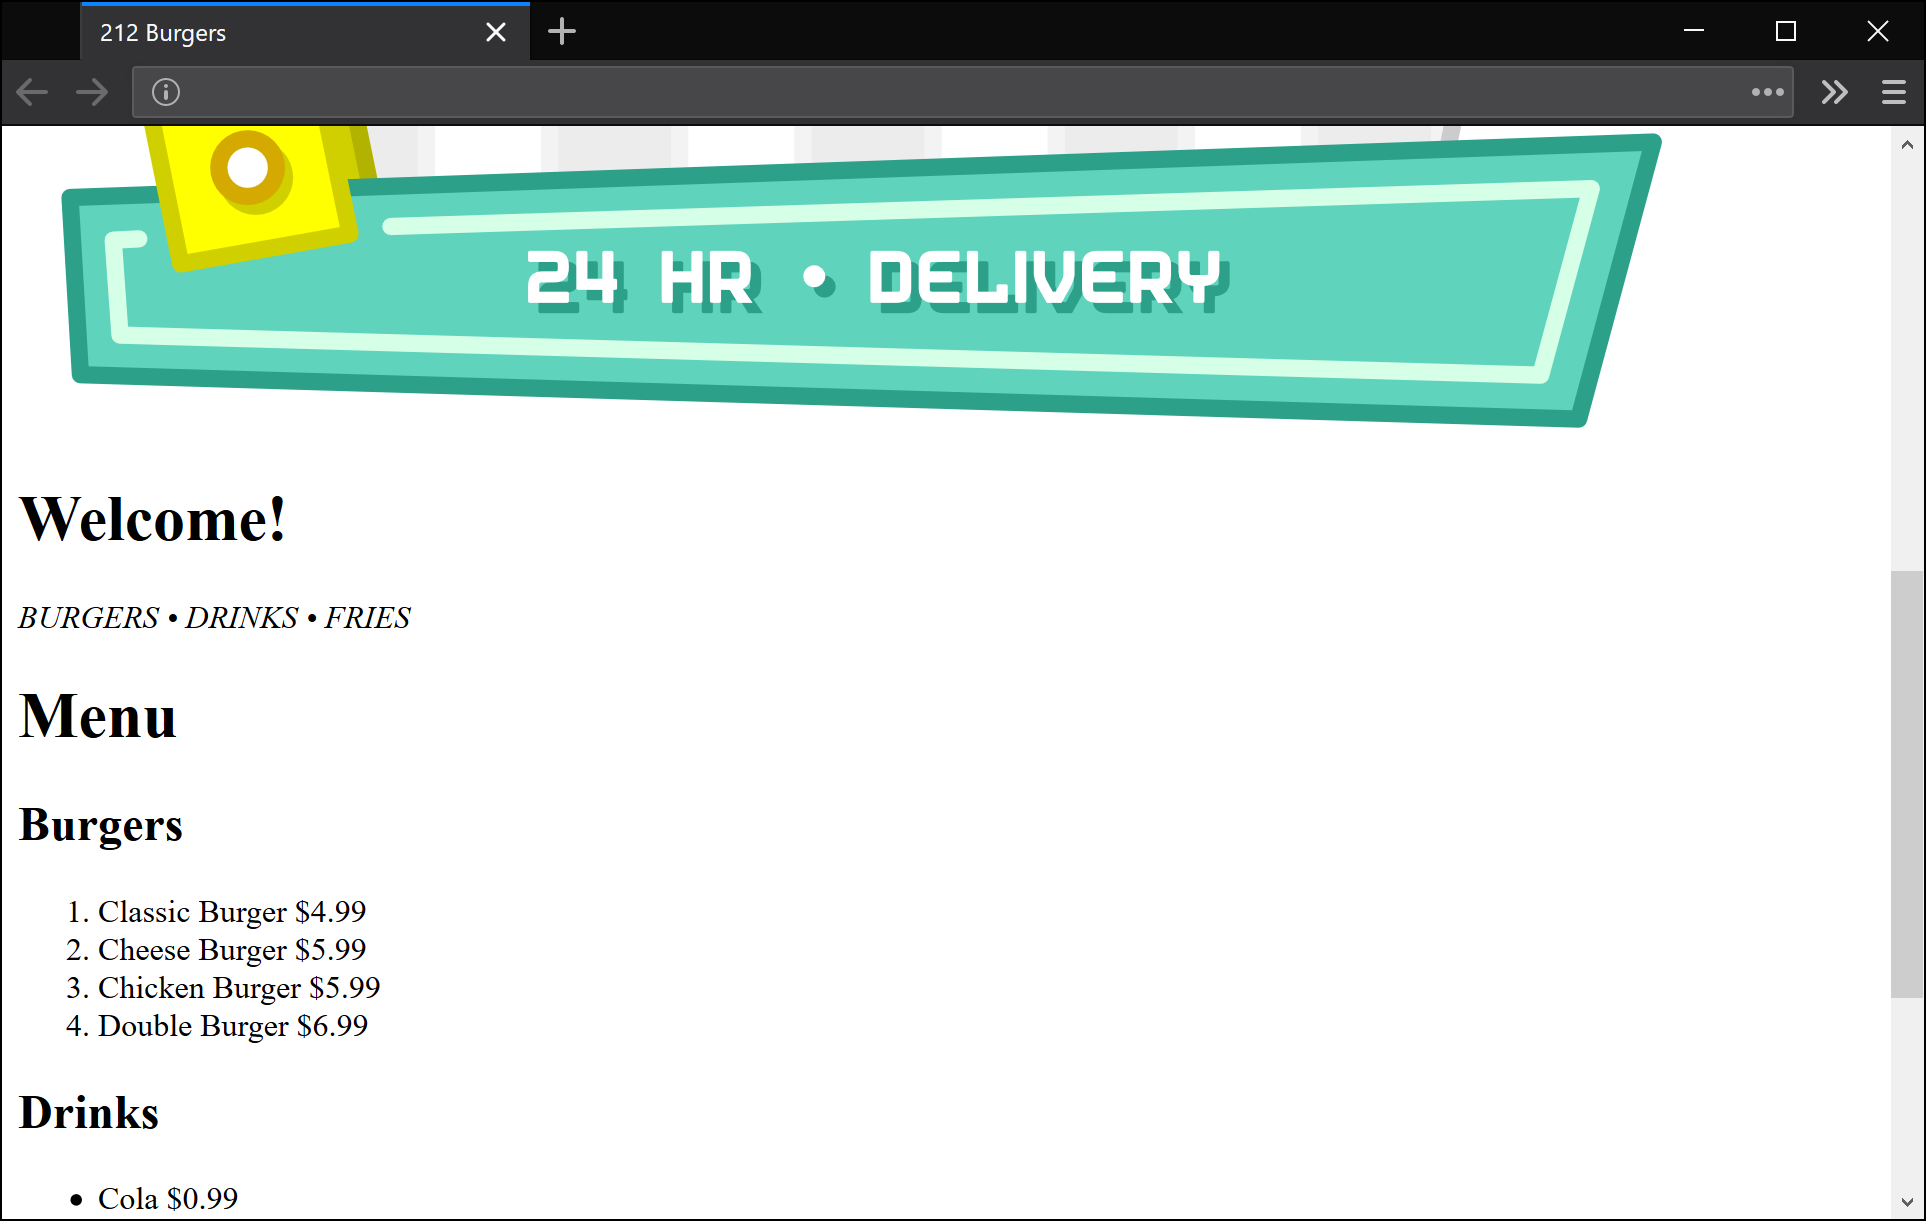 212 Burgers
24 HR • DELIVERY
Welcome!
BURGERS • DRINKS • FRIES
Menu
Burgers
1. Classic Burger $4.99
2. Cheese Burger $5.99
3. Chicken Burger $5.99
4. Double Burger $6.99
Drinks
• Cola $0.99